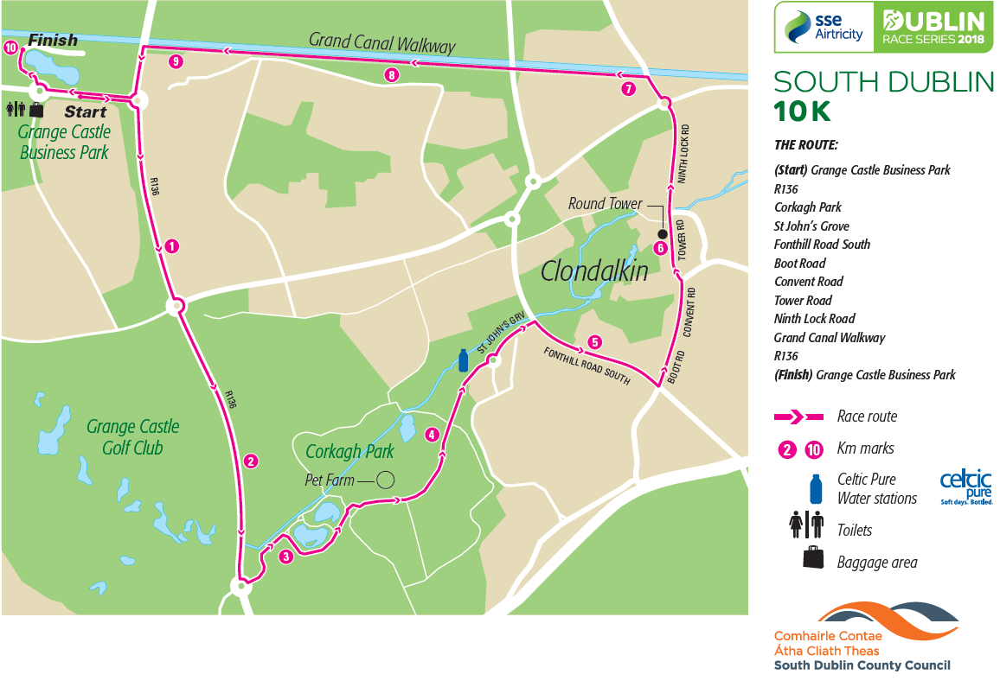 Finish
10
Start
Grange Castle
Business Park
Grand Canal Walkway
9
8
7
R136
1
NINTH LOCK RD
Round Tower
TOWER RD
6
Clondalkin
CONVENT RD
ST JOHN'S GRV
5
FONTHILL ROAD SOUTH
BOOT RD
R136
Grange Castle
Golf Club
2
Corkagh Park
4
Pet Farm
3
sse
Airtricity
DUBLIN
RACE SERIES 2018
SOUTH DUBLIN
10K
THE ROUTE:
(Start) Grange Castle Business Park
R136
Corkagh Park
St John's Grove
Fonthill Road South
Boot Road
Convent Road
Tower Road
Ninth Lock Road
Grand Canal Walkway
R136
(Finish) Grange Castle Business Park
Race route
2 10 Km marks
Celtic Pure
Water stations
celtic
pure
Soft days. Bottled.
Toilets
Baggage area
Comhairle Contae
Átha Cliath Theas
South Dublin County Council